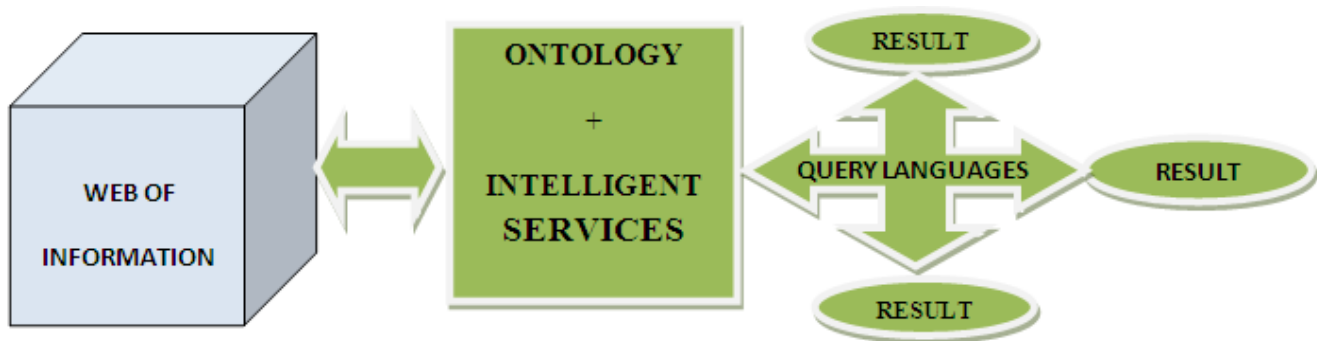 WEB OF
INFORMATION
ONTOLOGY
+
INTELLIGENT
SERVICES
QUERY LANGUAGES
RESULT
RESULT
RESULT